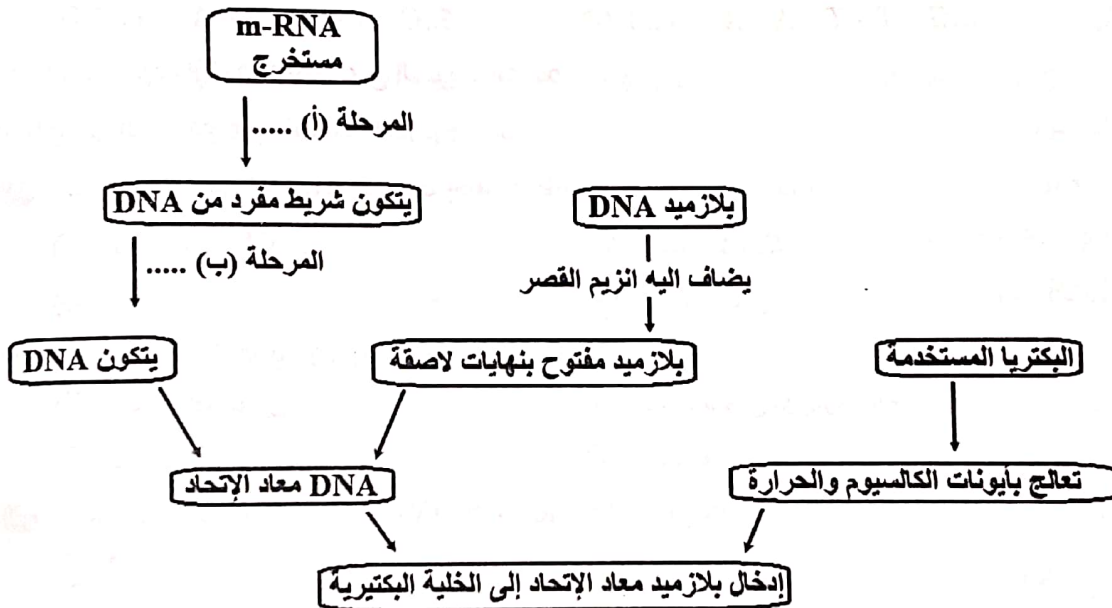 m-RNA
مستخرج
المرحلة (أ) .....
يتكون شريط مفرد من DNA
بلازميد DNA
المرحلة (ب) .....
يضاف اليه انزيم القصر
يتكون DNA
بلازميد مفتوح بنهايات لاصقة
البكتريا المستخدمة
DNA معاد الإتحاد
تعالج بأيونات الكالسيوم والحرارة
إدخال بلازميد معاد الإتحاد إلى الخلية البكتيرية